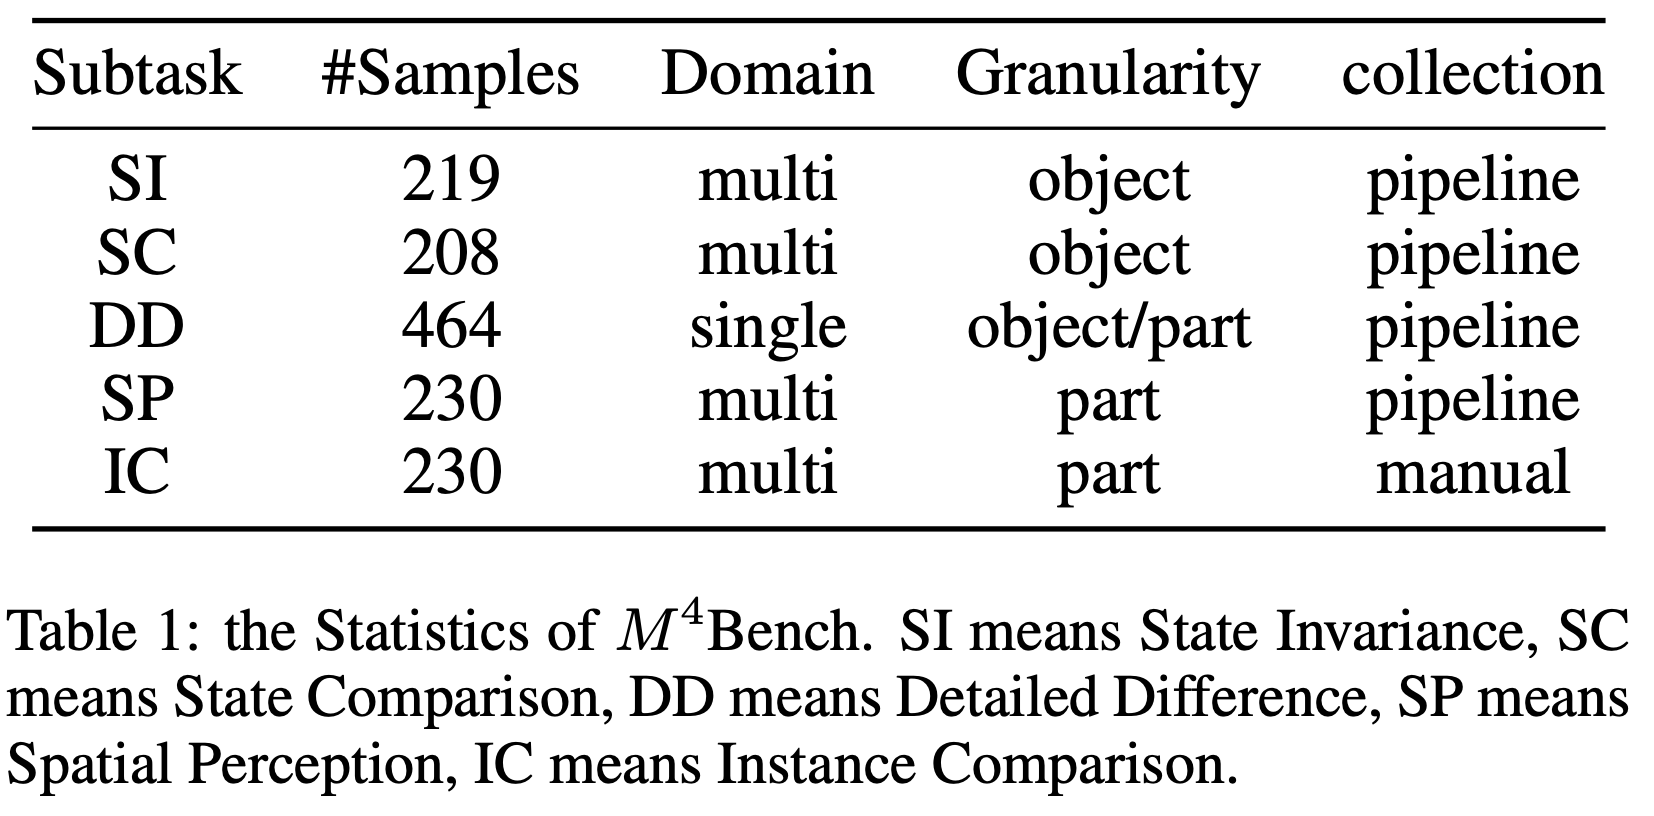 Subtask #Samples Domain Granularity collection
SI 219 multi object pipeline
SC 208 multi object pipeline
DD 464 single object/part pipeline
SP 230 multi part pipeline
IC 230 multi part manual
Table 1: the Statistics of M⁴Bench. SI means State Invariance, SC
means State Comparison, DD means Detailed Difference, SP means
Spatial Perception, IC means Instance Comparison.